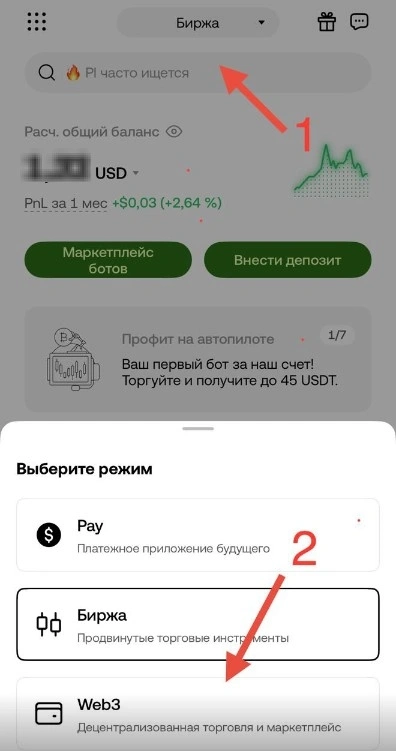 Биржа
PI часто ищется
1
Расч. общий баланс
USD
PnL за 1 мес +$0,03 (+2,64 %)
Маркетплейс
ботов
Внести депозит
Профит на автопилоте
1/7
Ваш первый бот за наш счет!
Торгуйте и получите до 45 USDT.
Выберите режим
Pay
Платежное приложение будущего
2
Биржа
Продвинутые торговые инструменты
Web3
Децентрализованная торговля и маркетплейс